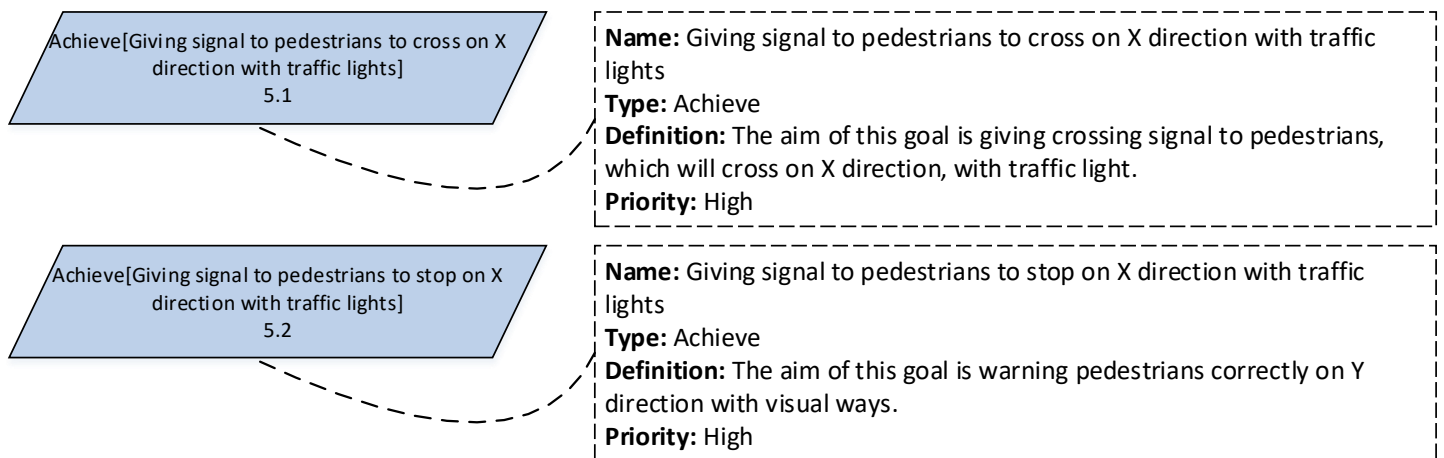 Achieve[Giving signal to pedestrians to cross on X
direction with traffic lights]
5.1
Name: Giving signal to pedestrians to cross on X direction with traffic
lights
Type: Achieve
Definition: The aim of this goal is giving crossing signal to pedestrians,
which will cross on X direction, with traffic light.
Priority: High
Achieve[Giving signal to pedestrians to stop on X
direction with traffic lights]
5.2
Name: Giving signal to pedestrians to stop on X direction with traffic
lights
Type: Achieve
Definition: The aim of this goal is warning pedestrians correctly on Y
direction with visual ways.
Priority: High